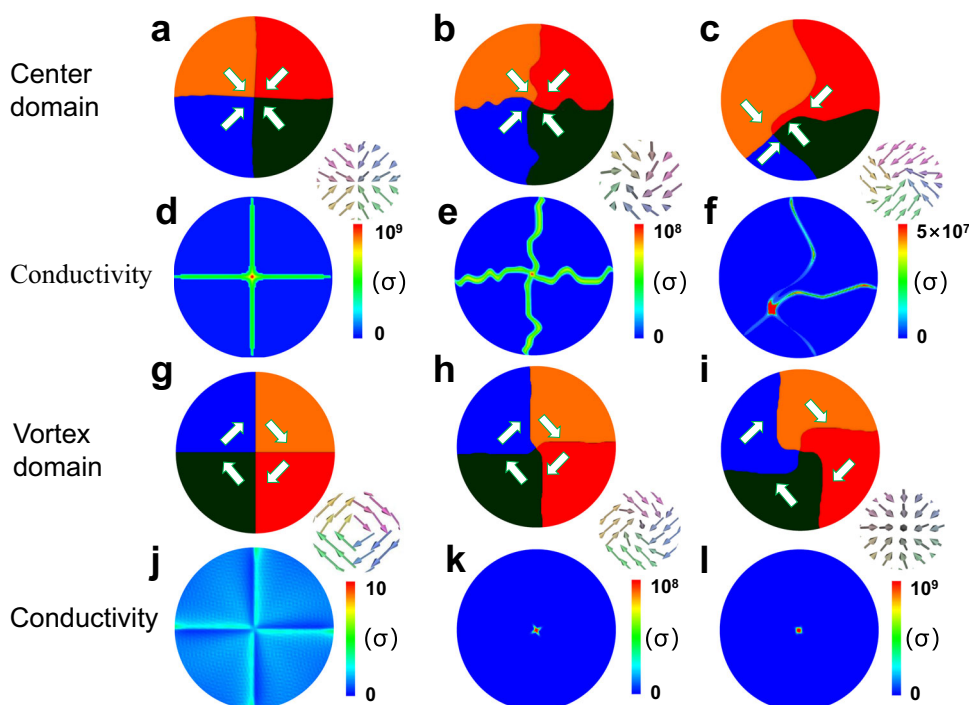 a b c
Center
domain
d e f
10⁹ 10⁸ 5×10⁷
Conductivity (σ) (σ) (σ)
0 0 0
g h i
Vortex
domain
j k l
10 10⁸ 10⁹
Conductivity (σ) (σ) (σ)
0 0 0